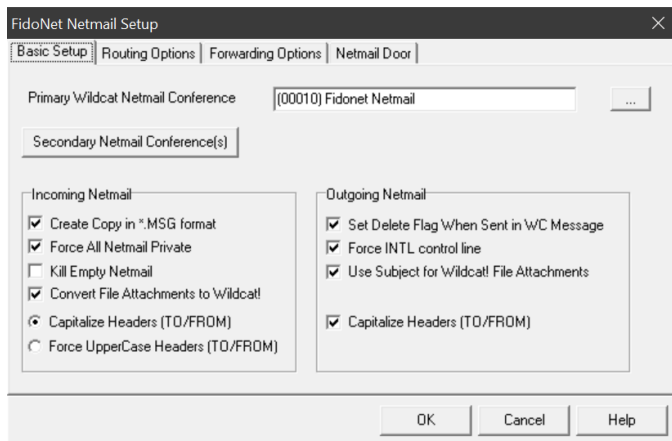 FidoNet Netmail Setup
Basic Setup Routing Options Forwarding Options Netmail Door
Primary Wildcat Netmail Conference (00010) Fidonet Netmail ...
Secondary Netmail Conference(s)
Incoming Netmail
Create Copy in *.MSG format
Force All Netmail Private
Kill Empty Netmail
Convert File Attachments to Wildcat!
Capitalize Headers (TO/FROM)
Force UpperCase Headers (TO/FROM)
Outgoing Netmail
Set Delete Flag When Sent in WC Message
Force INTL control line
Use Subject for Wildcat! File Attachments
Capitalize Headers (TO/FROM)
OK Cancel Help